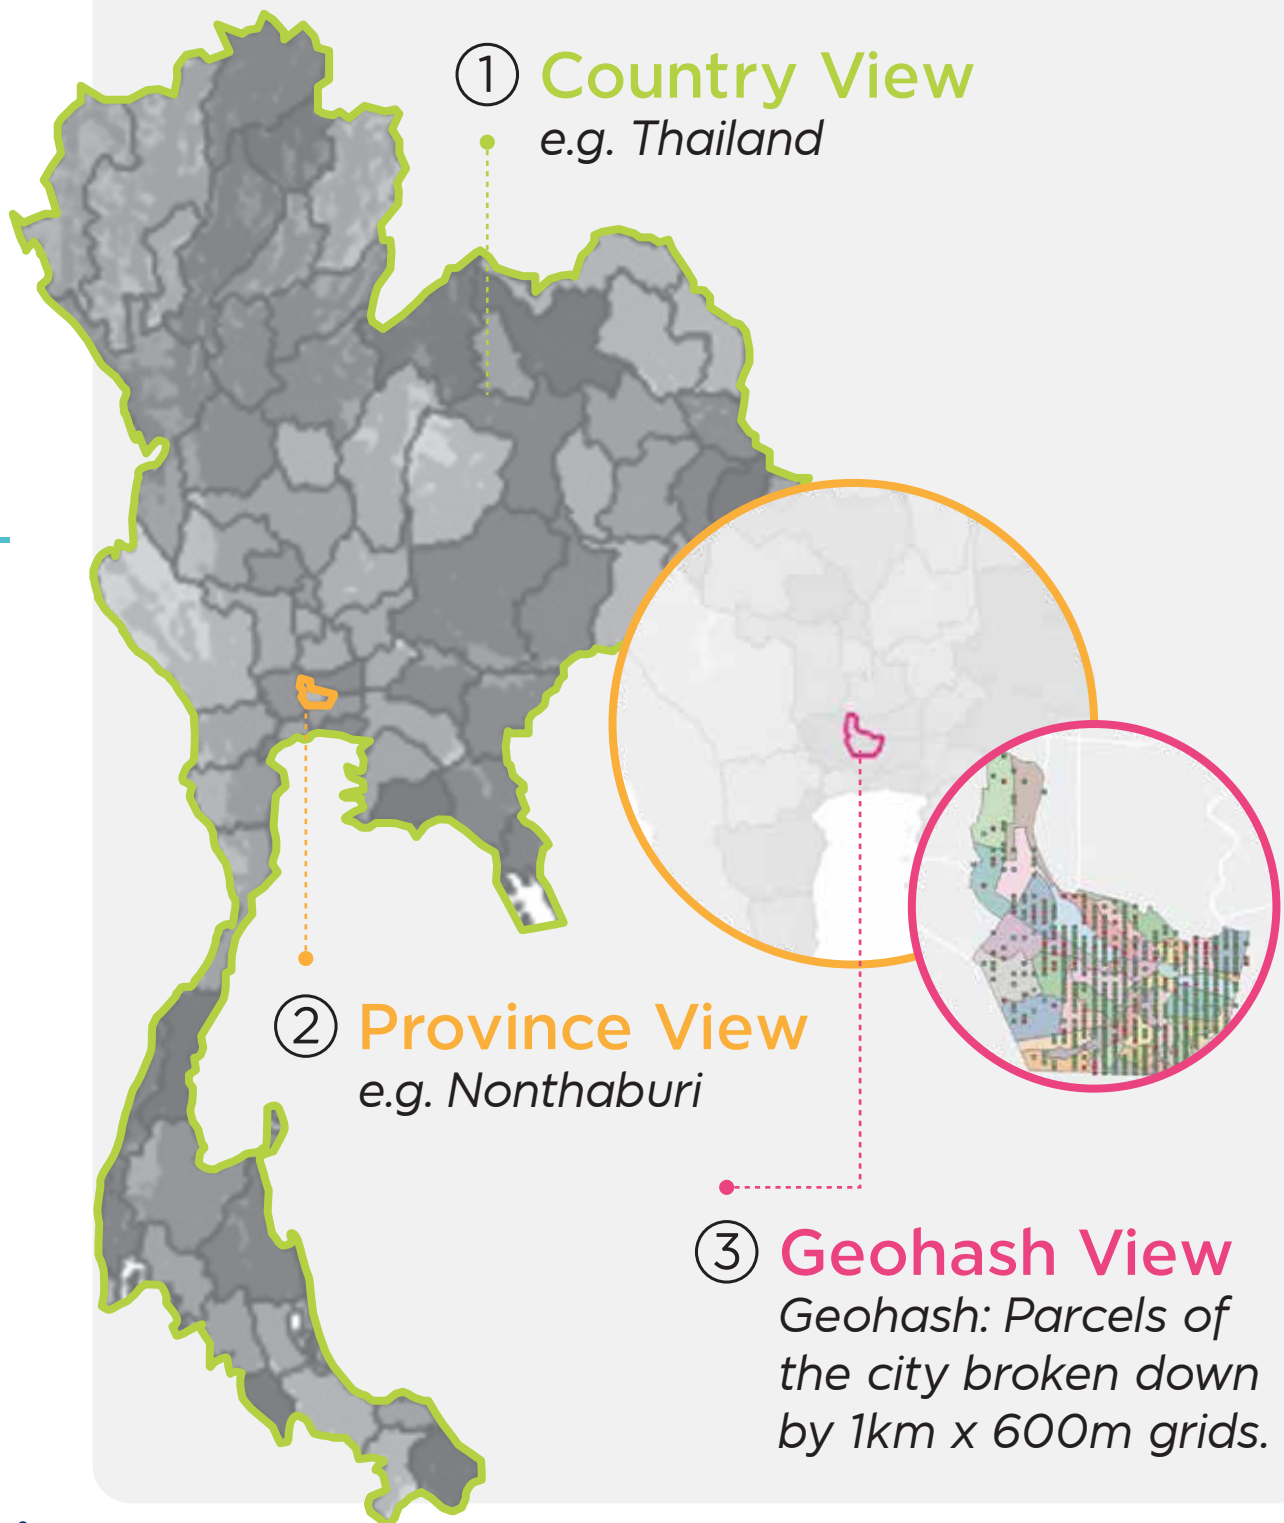 ① Country View
e.g. Thailand
② Province View
e.g. Nonthaburi
③ Geohash View
Geohash: Parcels of
the city broken down
by 1km x 600m grids.